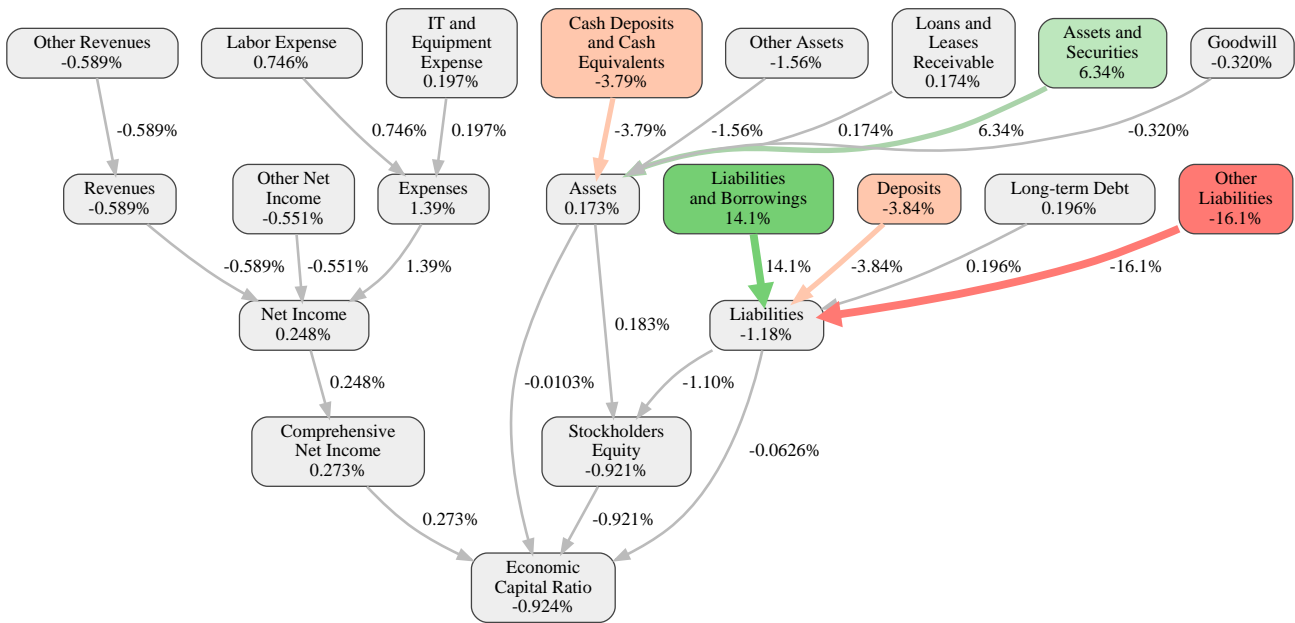 Other Revenues
-0.589%
Labor Expense
0.746%
IT and
Equipment
Expense
0.197%
Cash Deposits
and Cash
Equivalents
-3.79%
Other Assets
-1.56%
Loans and
Leases
Receivable
0.174%
Assets and
Securities
6.34%
Goodwill
-0.320%
-0.589%
0.746%
0.197%
-3.79%
-1.56%
0.174%
6.34%
-0.320%
Revenues
-0.589%
Other Net
Income
-0.551%
Expenses
1.39%
Assets
0.173%
Liabilities
and Borrowings
14.1%
Deposits
-3.84%
Long-term Debt
0.196%
Other
Liabilities
-16.1%
-0.589%
-0.551%
1.39%
14.1%
-3.84%
0.196%
-16.1%
Net Income
0.248%
0.183%
Liabilities
-1.18%
0.248%
-0.0103%
-1.10%
Comprehensive
Net Income
0.273%
Stockholders
Equity
-0.921%
-0.0626%
0.273%
-0.921%
Economic
Capital Ratio
-0.924%